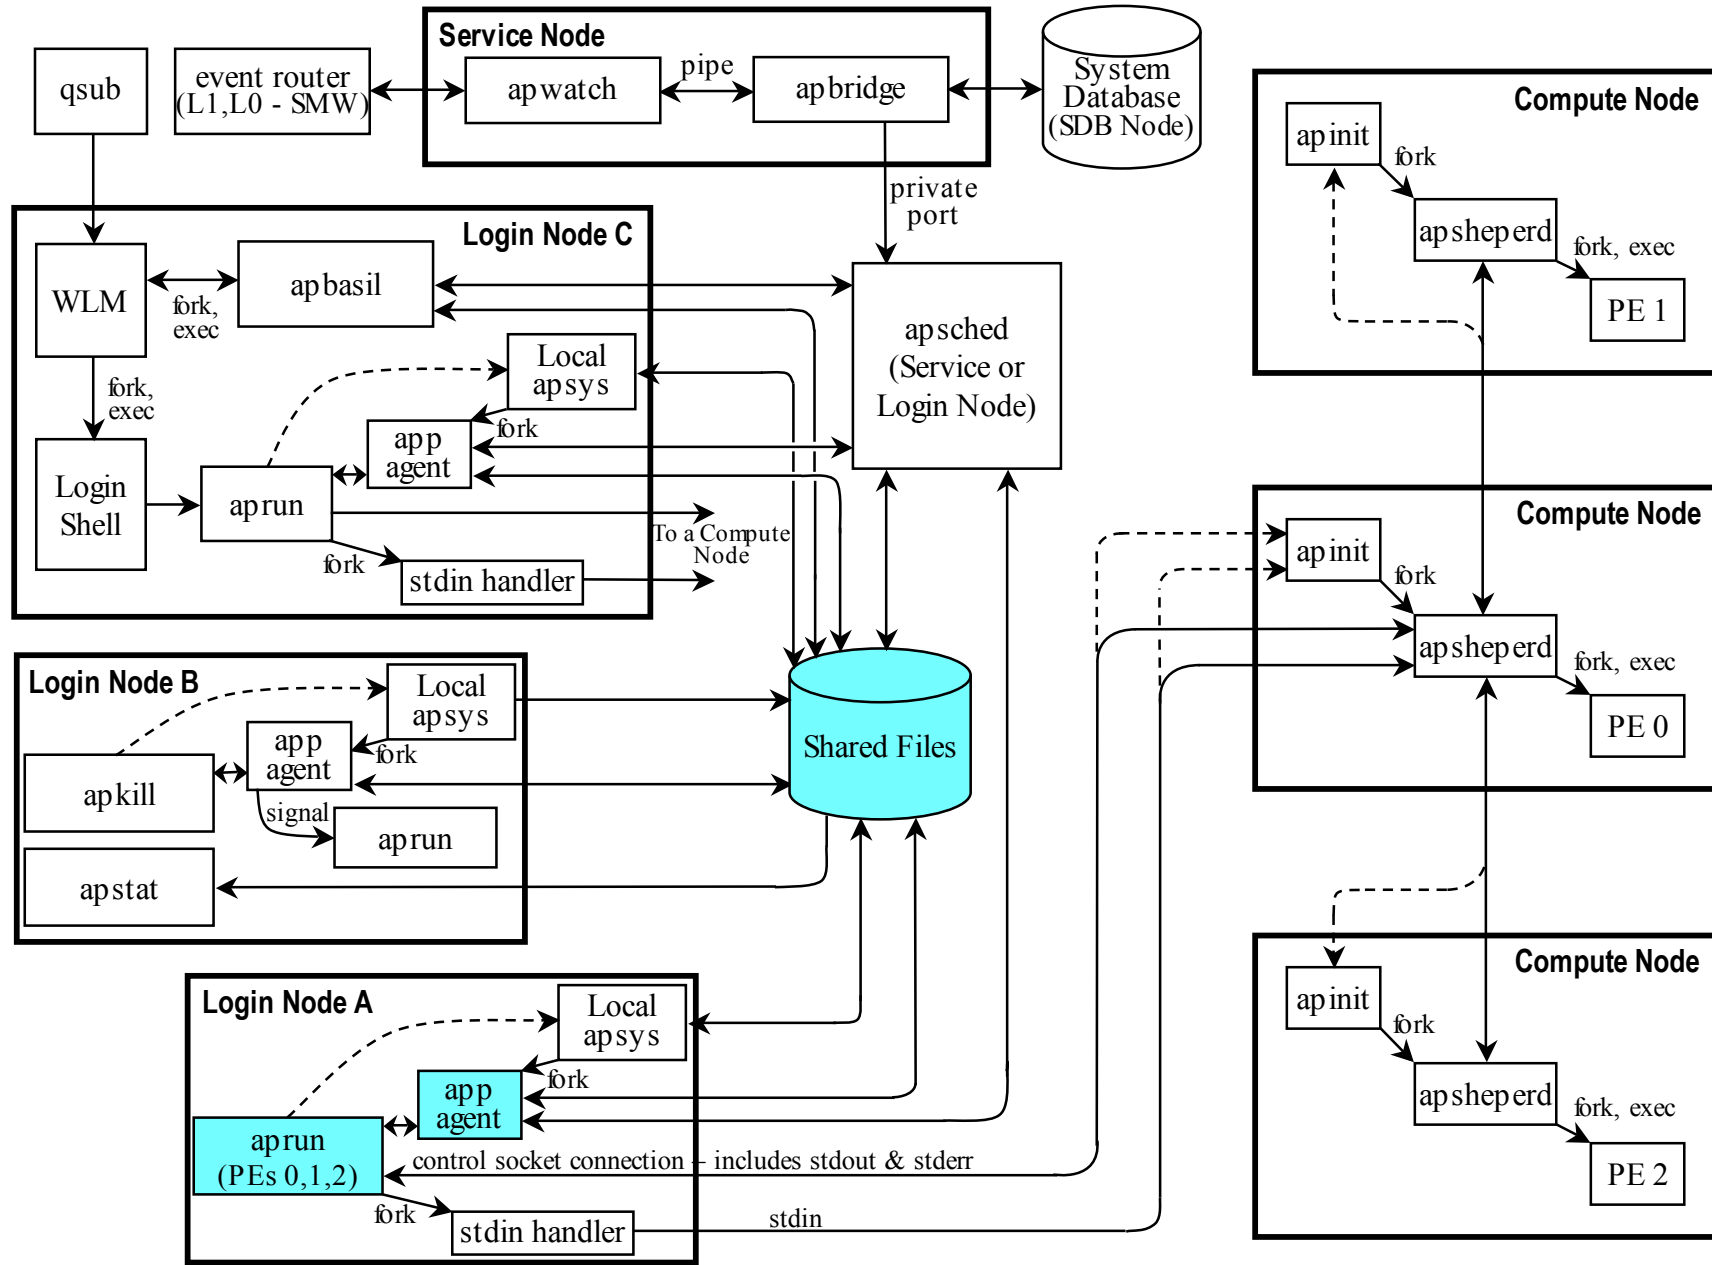 Service Node
qsub
event router
(L1,L0 - SMW)
apwatch
pipe
apbridge
System
Database
(SDB Node)
private
port
Login Node C
WLM
fork,
exec
apbasil
fork,
exec
Login
Shell
Local
apsys
fork
app
agent
aprun
fork
stdin handler
To a Compute
Node
apsched
(Service or
Login Node)
Login Node B
Local
apsys
fork
app
agent
apkill
signal
aprun
apstat
Shared Files
Login Node A
Local
apsys
fork
app
agent
aprun
(PEs 0,1,2)
control socket connection – includes stdout & stderr
fork
stdin handler
stdin
Compute Node
apinit
fork
apsheperd
fork, exec
PE 1
Compute Node
apinit
fork
apsheperd
fork, exec
PE 0
Compute Node
apinit
fork
apsheperd
fork, exec
PE 2